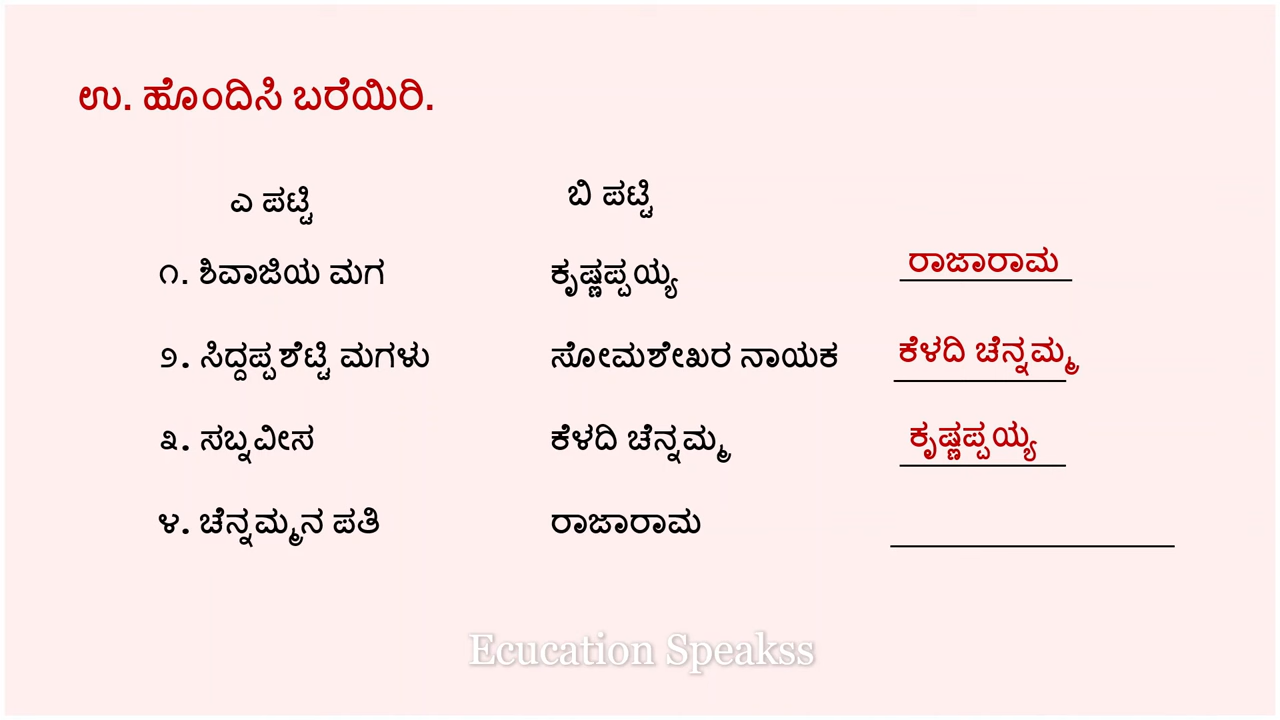 ಉ. ಹೊಂದಿಸಿ ಬರೆಯಿರಿ.
ಎ ಪಟ್ಟಿ ಬಿ ಪಟ್ಟಿ
೧. ಶಿವಾಜಿಯ ಮಗ ಕೃಷ್ಣಪ್ಪಯ್ಯ ರಾಜಾರಾಮ
೨. ಸಿದ್ದಪ್ಪಶೆಟ್ಟಿ ಮಗಳು ಸೋಮಶೇಖರ ನಾಯಕ ಕೆಳದಿ ಚೆನ್ನಮ್ಮ
೩. ಸಬ್ನವೀಸ ಕೆಳದಿ ಚೆನ್ನಮ್ಮ ಕೃಷ್ಣಪ್ಪಯ್ಯ
೪. ಚೆನ್ನಮ್ಮನ ಪತಿ ರಾಜಾರಾಮ
Ecucation Speakss